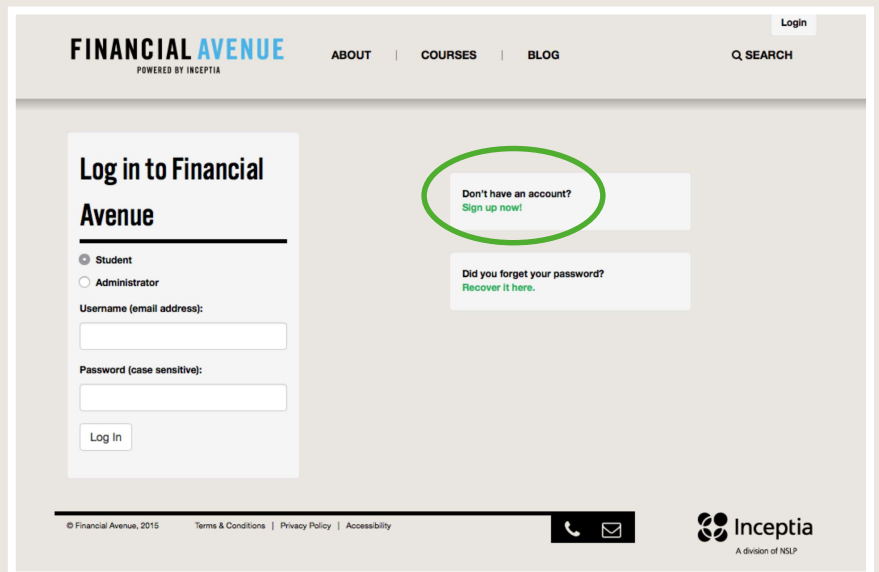 Login
FINANCIAL AVENUE
POWERED BY INCEPTIA
ABOUT | COURSES | BLOG
SEARCH
Log in to Financial
Avenue
Student
Administrator
Username (email address):
Password (case sensitive):
Log In
Don't have an account?
Sign up now!
Did you forget your password?
Recover it here.
© Financial Avenue, 2015 Terms & Conditions | Privacy Policy | Accessibility
Inceptia
A division of NSLP